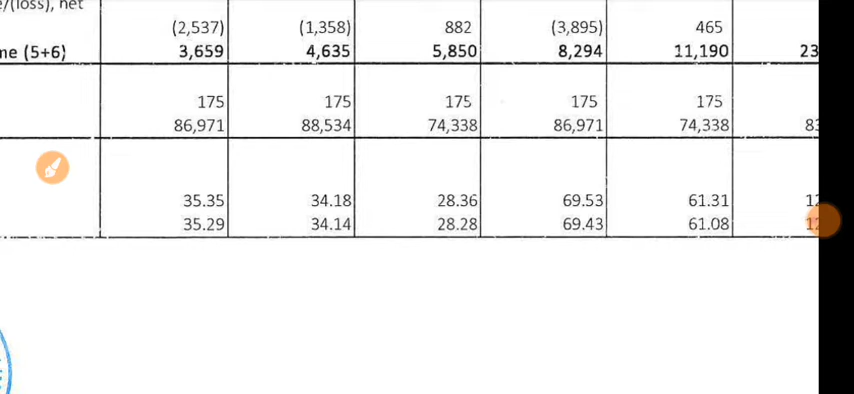 e/(loss), net
(2,537) (1,358) 882 (3,895) 465
me (5+6) 3,659 4,635 5,850 8,294 11,190 23
175 175 175 175 175
86,971 88,534 74,338 86,971 74,338 83
35.35 34.18 28.36 69.53 61.31 12
35.29 34.14 28.28 69.43 61.08 12